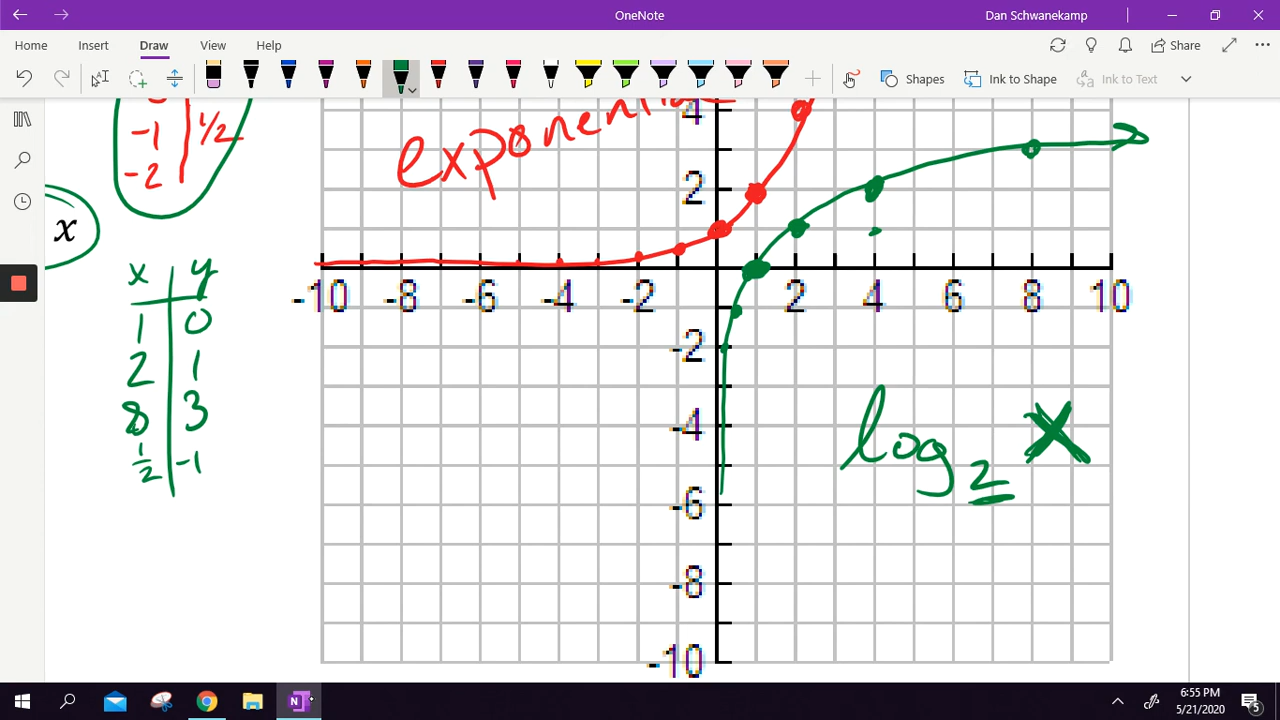 OneNote
Dan Schwanekamp
Home Insert Draw View Help
Share
Shapes
Ink to Shape
Ink to Text
-1 1/2
-2
exponential
4
2
x
x y
1 0
2 1
8 3
1/2 -1
-10 -8 -6 -4 -2 2 4 6 8 10
-2
-4
log₂ x
-6
-8
-10
6:55 PM
5/21/2020
5